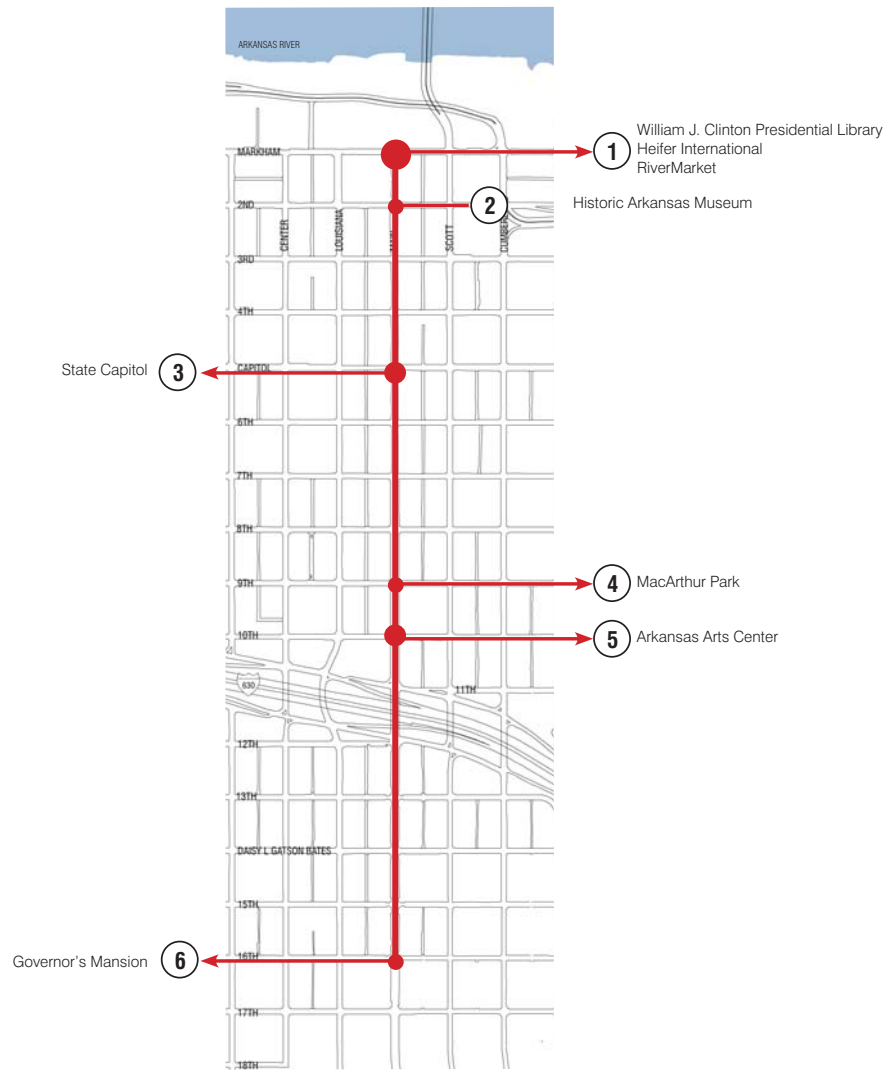 ARKANSAS RIVER
MARKHAM
1
William J. Clinton Presidential Library
Heifer International
RiverMarket
2ND
2
Historic Arkansas Museum
CENTER
LOUISIANA
MAIN
SCOTT
3RD
4TH
State Capitol
3
CAPITOL
6TH
7TH
8TH
9TH
4
MacArthur Park
10TH
5
Arkansas Arts Center
630
11TH
12TH
13TH
DAISY L GATSON BATES
15TH
Governor's Mansion
6
16TH
17TH
18TH